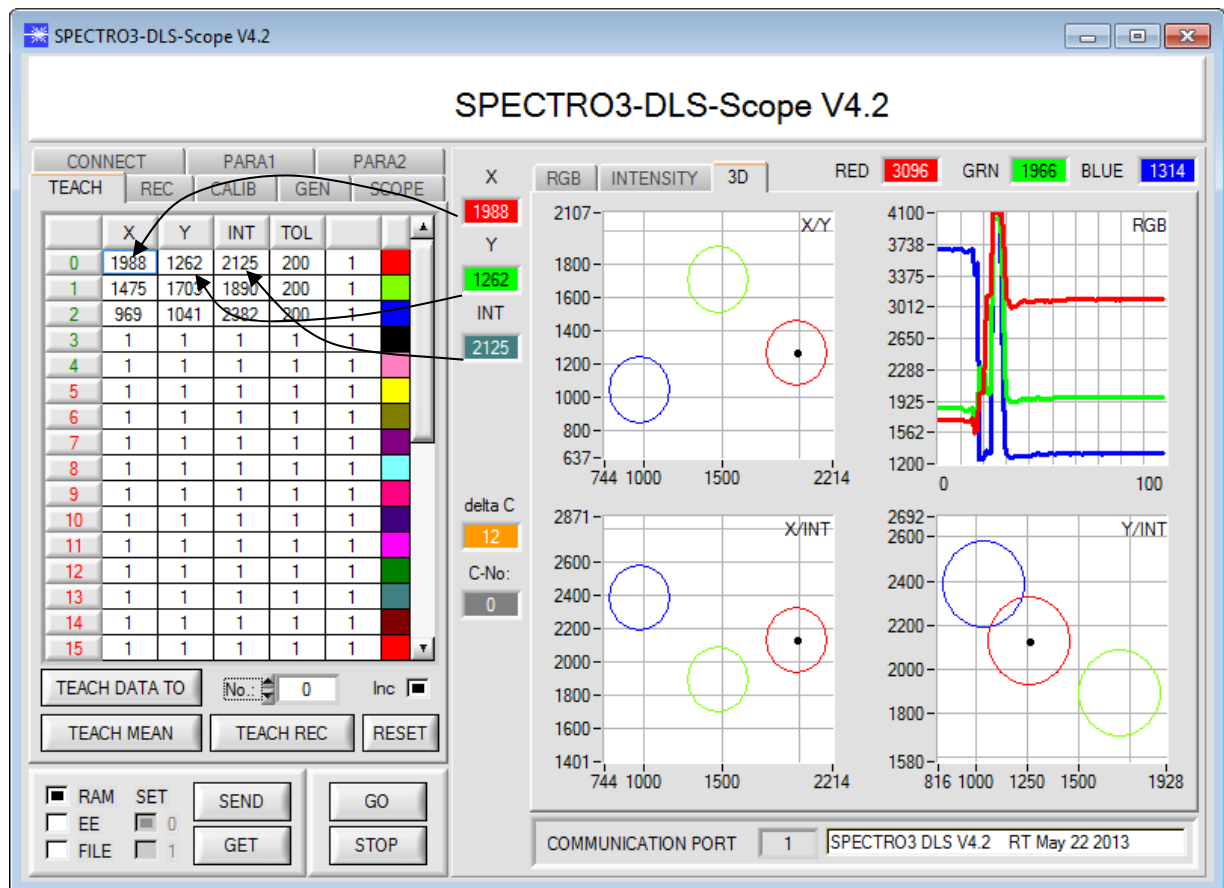 SPECTRO3-DLS-Scope V4.2
SPECTRO3-DLS-Scope V4.2
CONNECT PARA1 PARA2
TEACH REC CALIB GEN SCOPE
X Y INT TOL
0 1988 1262 2125 200 1
1 1475 1703 1890 200 1
2 969 1041 2382 200 1
3 1 1 1 1 1
4 1 1 1 1 1
5 1 1 1 1 1
6 1 1 1 1 1
7 1 1 1 1 1
8 1 1 1 1 1
9 1 1 1 1 1
10 1 1 1 1 1
11 1 1 1 1 1
12 1 1 1 1 1
13 1 1 1 1 1
14 1 1 1 1 1
15 1 1 1 1 1
TEACH DATA TO No.: 0 Inc
TEACH MEAN TEACH REC RESET
RAM SET
EE 0
FILE 1
SEND
GET
GO
STOP
X
1988
Y
1262
INT
2125
delta C
12
C-No:
0
RGB INTENSITY 3D
RED 3096 GRN 1966 BLUE 1314
X/Y
2107
1800
1600
1400
1200
1000
800
637
744 1000 1500 2214
RGB
4100
3738
3375
3012
2650
2288
1925
1562
1200
0 100
X/INT
2871
2600
2400
2200
2000
1800
1600
1401
744 1000 1500 2214
Y/INT
2692
2600
2400
2200
2000
1800
1580
816 1000 1250 1500 1928
COMMUNICATION PORT 1 SPECTRO3 DLS V4.2 RT May 22 2013